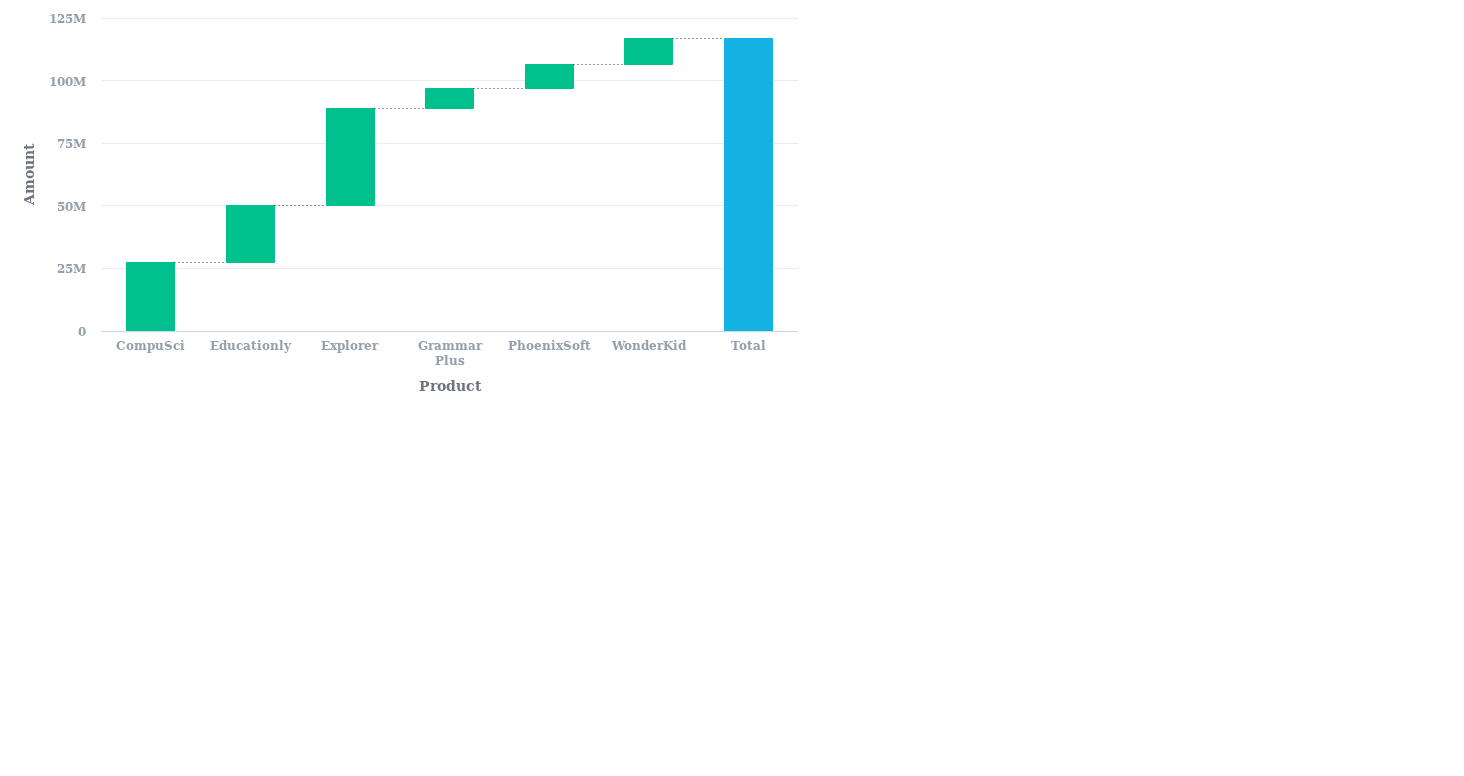 125M
100M
75M
50M
25M
0
Amount
CompuSci
Educationly
Explorer
Grammar
Plus
PhoenixSoft
WonderKid
Total
Product